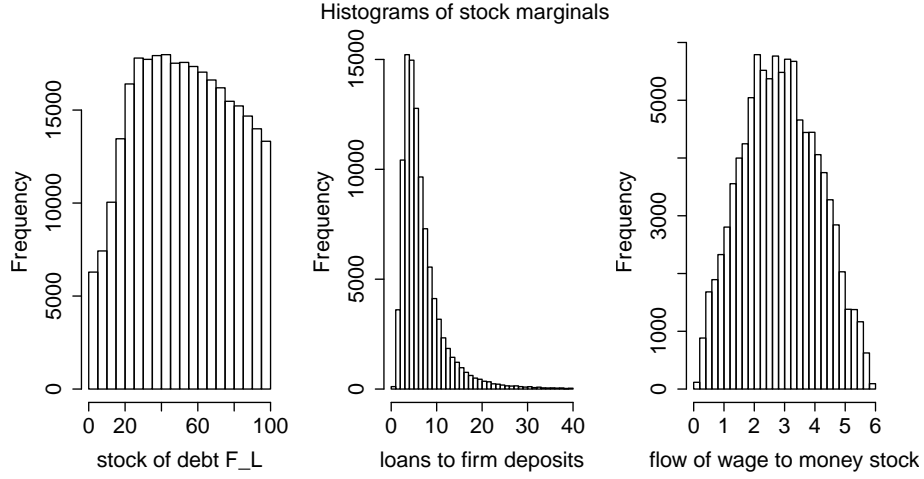 Histograms of stock marginals
Frequency
0
5000
10000
15000
0 20 60 100
stock of debt F_L
Frequency
0
5000
10000
15000
0 10 20 30 40
loans to firm deposits
Frequency
0
1000
3000
5000
0 1 2 3 4 5 6
flow of wage to money stock